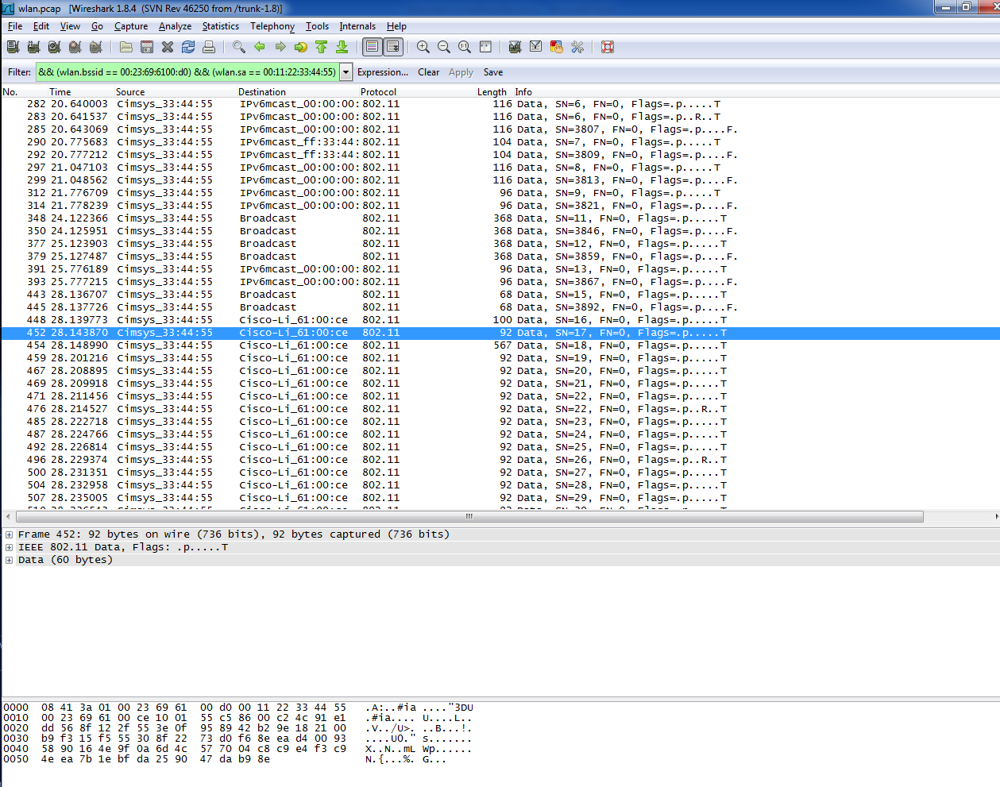 wlan.pcap [Wireshark 1.8.4 (SVN Rev 46250 from /trunk-1.8)]
File Edit View Go Capture Analyze Statistics Telephony Tools Internals Help
Filter: && (wlan.bssid == 00:23:69:6100:d0) && (wlan.sa == 00:11:22:33:44:55) Expression... Clear Apply Save
No. Time Source Destination Protocol Length Info
282 20.640003 Cimsys_33:44:55 IPv6mcast_00:00:00: 802.11 116 Data, SN=6, FN=0, Flags=.p.....T
283 20.641537 Cimsys_33:44:55 IPv6mcast_00:00:00: 802.11 116 Data, SN=6, FN=0, Flags=.p..R..T
285 20.643069 Cimsys_33:44:55 IPv6mcast_00:00:00: 802.11 116 Data, SN=3807, FN=0, Flags=.p....F.
290 20.775683 Cimsys_33:44:55 IPv6mcast_ff:33:44: 802.11 104 Data, SN=7, FN=0, Flags=.p.....T
292 20.777212 Cimsys_33:44:55 IPv6mcast_ff:33:44: 802.11 104 Data, SN=3809, FN=0, Flags=.p....F.
297 21.047103 Cimsys_33:44:55 IPv6mcast_00:00:00: 802.11 116 Data, SN=8, FN=0, Flags=.p.....T
299 21.048562 Cimsys_33:44:55 IPv6mcast_00:00:00: 802.11 116 Data, SN=3813, FN=0, Flags=.p....F.
312 21.776709 Cimsys_33:44:55 IPv6mcast_00:00:00: 802.11 96 Data, SN=9, FN=0, Flags=.p.....T
314 21.778239 Cimsys_33:44:55 IPv6mcast_00:00:00: 802.11 96 Data, SN=3821, FN=0, Flags=.p....F.
348 24.122366 Cimsys_33:44:55 Broadcast 802.11 368 Data, SN=11, FN=0, Flags=.p.....T
350 24.125951 Cimsys_33:44:55 Broadcast 802.11 368 Data, SN=3846, FN=0, Flags=.p....F.
377 25.123903 Cimsys_33:44:55 Broadcast 802.11 368 Data, SN=12, FN=0, Flags=.p.....T
379 25.127487 Cimsys_33:44:55 Broadcast 802.11 368 Data, SN=3859, FN=0, Flags=.p....F.
391 25.776189 Cimsys_33:44:55 IPv6mcast_00:00:00: 802.11 96 Data, SN=13, FN=0, Flags=.p.....T
393 25.777215 Cimsys_33:44:55 IPv6mcast_00:00:00: 802.11 96 Data, SN=3867, FN=0, Flags=.p....F.
443 28.136707 Cimsys_33:44:55 Broadcast 802.11 68 Data, SN=15, FN=0, Flags=.p.....T
445 28.137726 Cimsys_33:44:55 Broadcast 802.11 68 Data, SN=3892, FN=0, Flags=.p....F.
448 28.139773 Cimsys_33:44:55 Cisco-Li_61:00:ce 802.11 100 Data, SN=16, FN=0, Flags=.p.....T
452 28.143870 Cimsys_33:44:55 Cisco-Li_61:00:ce 802.11 92 Data, SN=17, FN=0, Flags=.p.....T
454 28.148990 Cimsys_33:44:55 Cisco-Li_61:00:ce 802.11 567 Data, SN=18, FN=0, Flags=.p.....T
459 28.201216 Cimsys_33:44:55 Cisco-Li_61:00:ce 802.11 92 Data, SN=19, FN=0, Flags=.p.....T
467 28.208895 Cimsys_33:44:55 Cisco-Li_61:00:ce 802.11 92 Data, SN=20, FN=0, Flags=.p.....T
469 28.209918 Cimsys_33:44:55 Cisco-Li_61:00:ce 802.11 92 Data, SN=21, FN=0, Flags=.p.....T
471 28.211456 Cimsys_33:44:55 Cisco-Li_61:00:ce 802.11 92 Data, SN=22, FN=0, Flags=.p.....T
476 28.214527 Cimsys_33:44:55 Cisco-Li_61:00:ce 802.11 92 Data, SN=22, FN=0, Flags=.p..R..T
485 28.222718 Cimsys_33:44:55 Cisco-Li_61:00:ce 802.11 92 Data, SN=23, FN=0, Flags=.p.....T
487 28.224766 Cimsys_33:44:55 Cisco-Li_61:00:ce 802.11 92 Data, SN=24, FN=0, Flags=.p.....T
492 28.226814 Cimsys_33:44:55 Cisco-Li_61:00:ce 802.11 92 Data, SN=25, FN=0, Flags=.p.....T
496 28.229374 Cimsys_33:44:55 Cisco-Li_61:00:ce 802.11 92 Data, SN=26, FN=0, Flags=.p..R..T
500 28.231351 Cimsys_33:44:55 Cisco-Li_61:00:ce 802.11 92 Data, SN=27, FN=0, Flags=.p.....T
504 28.232958 Cimsys_33:44:55 Cisco-Li_61:00:ce 802.11 92 Data, SN=28, FN=0, Flags=.p.....T
507 28.235005 Cimsys_33:44:55 Cisco-Li_61:00:ce 802.11 92 Data, SN=29, FN=0, Flags=.p.....T
Frame 452: 92 bytes on wire (736 bits), 92 bytes captured (736 bits)
IEEE 802.11 Data, Flags: .p.....T
Data (60 bytes)
0000 08 41 3a 01 00 23 69 61 00 d0 00 11 22 33 44 55 .A:..#ia ...."3DU
0010 00 23 69 61 00 ce 10 01 55 c5 86 00 c2 4c 91 e1 .#ia.... U....L..
0020 dd 56 8f 12 2f 55 3e 0f 95 89 42 b2 9e 18 21 00 .V../U>. ..B...!.
0030 b9 f3 15 f5 55 30 8f 22 73 d0 f6 8e ea d4 00 93 ....U0." s.......
0040 58 90 16 4e 9f 0a 6d 4c 57 70 04 c8 c9 e4 f3 c9 X..N..mL Wp......
0050 4e ea 7b 1e bf da 25 90 47 da b9 8e N.{...%. G...